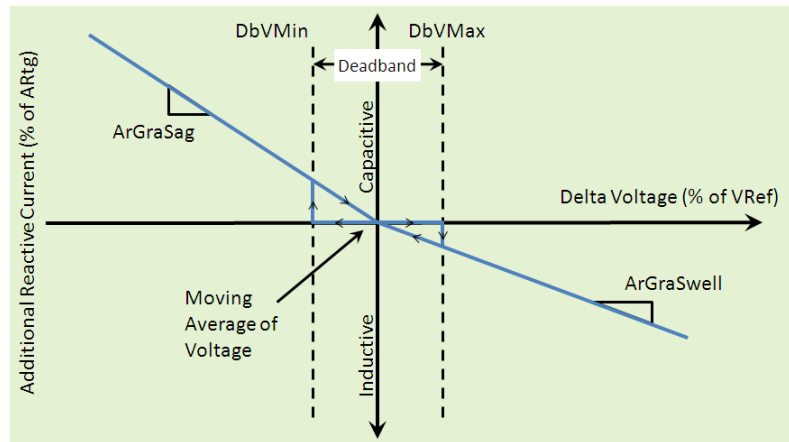 DbVMin
DbVMax
Deadband
ArGraSag
Capacitive
Additional Reactive Current (% of ARtg)
Delta Voltage (% of VRef)
Moving
Average of
Voltage
ArGraSwell
Inductive